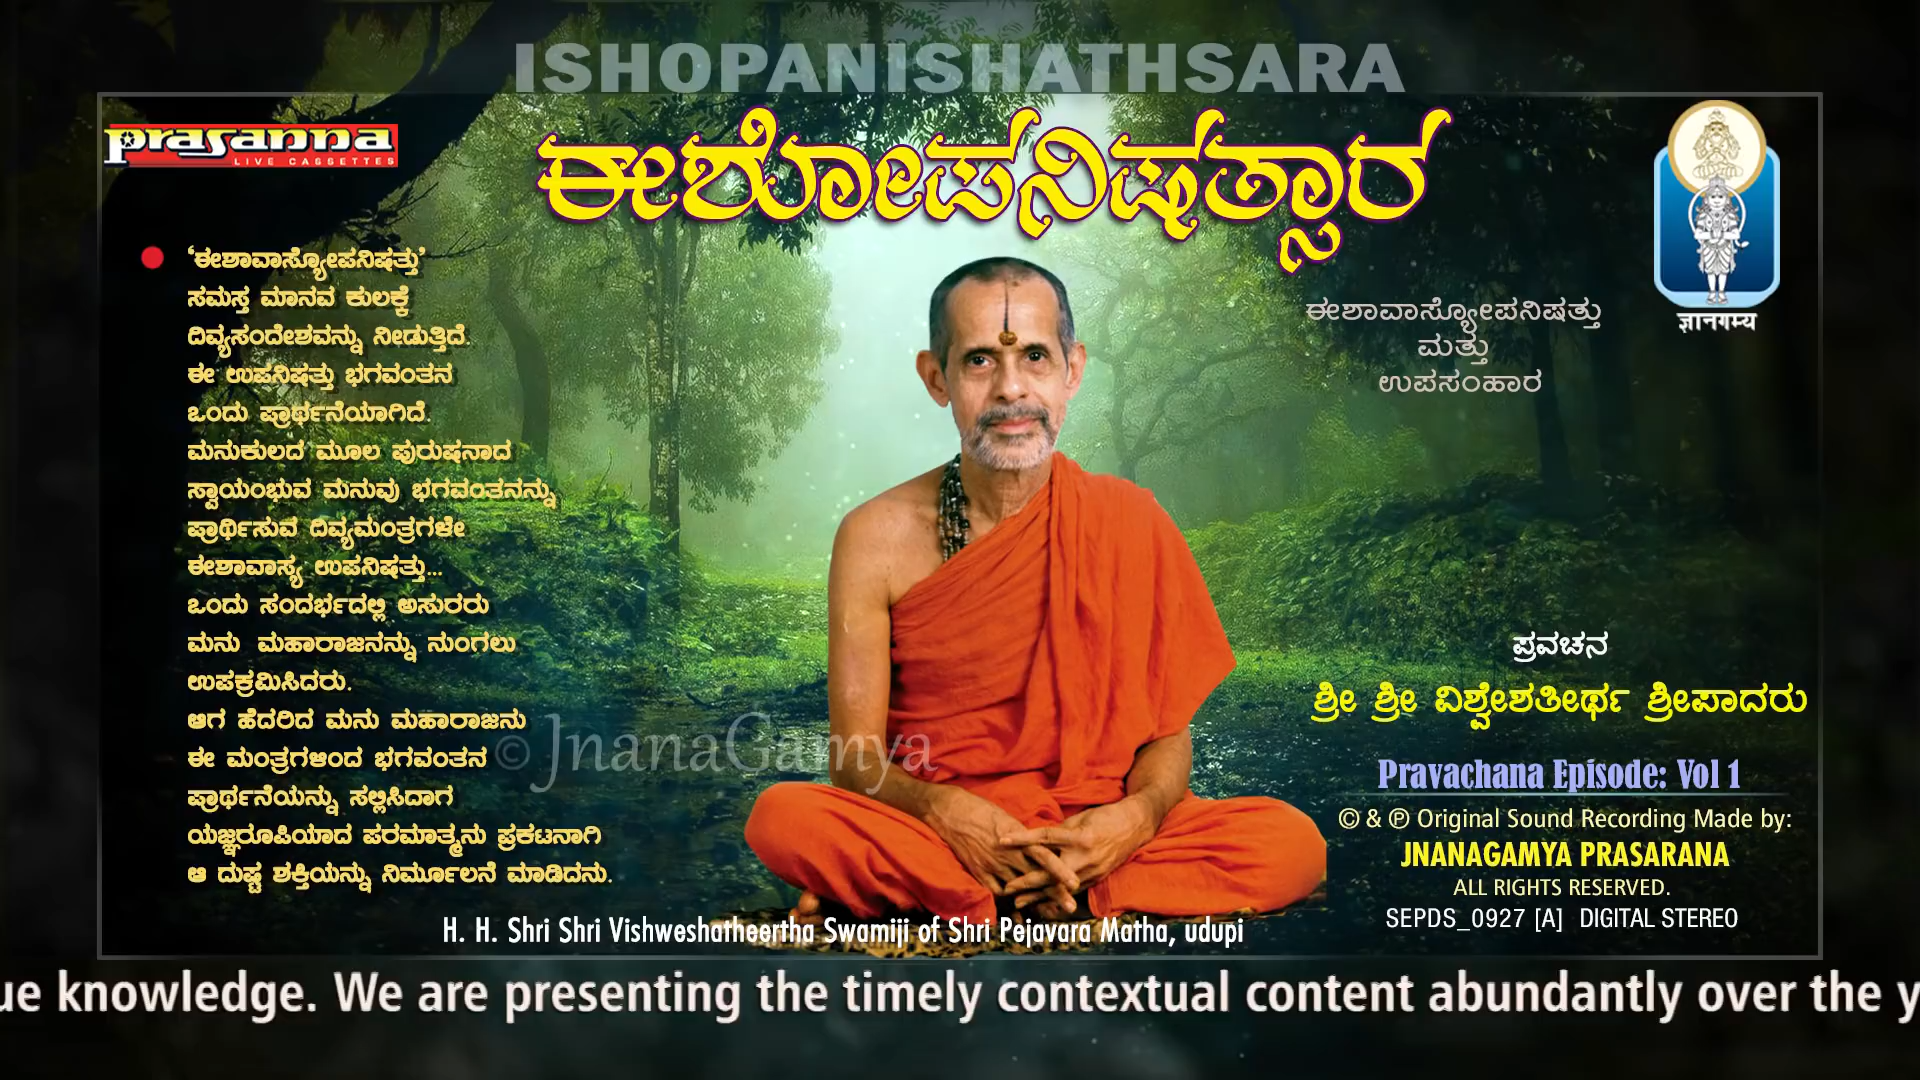 ISHOPANISHATHSARA
prasanna
LIVE CASSETTES
ಈಶೋಪನಿಷತ್ಸಾರ
ज्ञानगम्य
‘ಈಶಾವಾಸ್ಯೋಪನಿಷತ್ತು’
ಸಮಸ್ತ ಮಾನವ ಕುಲಕ್ಕೆ
ದಿವ್ಯಸಂದೇಶವನ್ನು ನೀಡುತ್ತಿದೆ.
ಈ ಉಪನಿಷತ್ತು ಭಗವಂತನ
ಒಂದು ಪ್ರಾರ್ಥನೆಯಾಗಿದೆ.
ಮನುಕುಲದ ಮೂಲ ಪುರುಷನಾದ
ಸ್ವಾಯಂಭುವ ಮನುವು ಭಗವಂತನನ್ನು
ಪ್ರಾರ್ಥಿಸುವ ದಿವ್ಯಮಂತ್ರಗಳೇ
ಈಶಾವಾಸ್ಯ ಉಪನಿಷತ್ತು...
ಒಂದು ಸಂದರ್ಭದಲ್ಲಿ ಅಸುರರು
ಮನು ಮಹಾರಾಜನನ್ನು ನುಂಗಲು
ಉಪಕ್ರಮಿಸಿದರು.
ಆಗ ಹೆದರಿದ ಮನು ಮಹಾರಾಜನು
ಈ ಮಂತ್ರಗಳಿಂದ ಭಗವಂತನ
ಪ್ರಾರ್ಥನೆಯನ್ನು ಸಲ್ಲಿಸಿದಾಗ
ಯಜ್ಞರೂಪಿಯಾದ ಪರಮಾತ್ಮನು ಪ್ರಕಟನಾಗಿ
ಆ ದುಷ್ಟ ಶಕ್ತಿಯನ್ನು ನಿರ್ಮೂಲನೆ ಮಾಡಿದನು.
ಈಶಾವಾಸ್ಯೋಪನಿಷತ್ತು
ಮತ್ತು
ಉಪಸಂಹಾರ
© JnanaGamya
ಪ್ರವಚನ
ಶ್ರೀ ಶ್ರೀ ವಿಶ್ವೇಶತೀರ್ಥ ಶ್ರೀಪಾದರು
Pravachana Episode: Vol 1
© & ℗ Original Sound Recording Made by:
JNANAGAMYA PRASARANA
ALL RIGHTS RESERVED.
SEPDS_0927 [A] DIGITAL STEREO
H. H. Shri Shri Vishweshatheertha Swamiji of Shri Pejavara Matha, udupi
ue knowledge. We are presenting the timely contextual content abundantly over the y